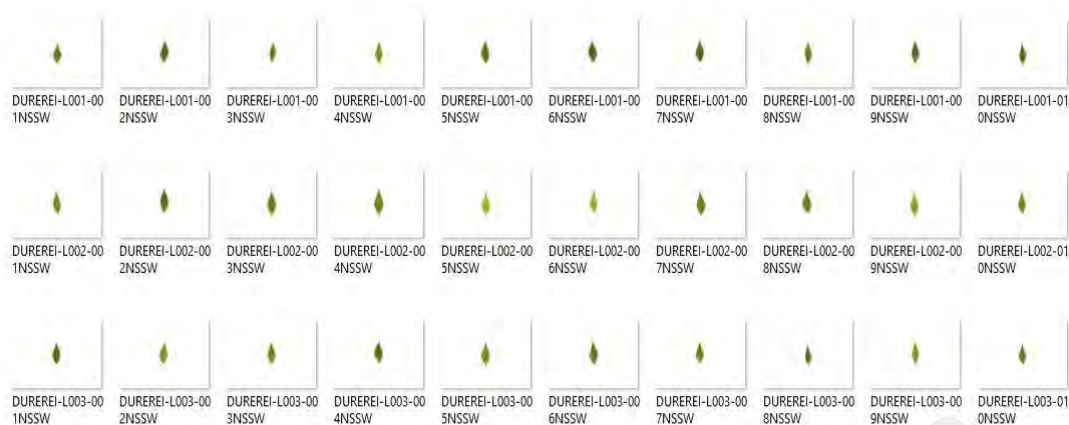 DUREREI-L001-00 DUREREI-L001-00 DUREREI-L001-00 DUREREI-L001-00 DUREREI-L001-00 DUREREI-L001-00 DUREREI-L001-00 DUREREI-L001-00 DUREREI-L001-00 DUREREI-L001-01
1NSSW 2NSSW 3NSSW 4NSSW 5NSSW 6NSSW 7NSSW 8NSSW 9NSSW 0NSSW
DUREREI-L002-00 DUREREI-L002-00 DUREREI-L002-00 DUREREI-L002-00 DUREREI-L002-00 DUREREI-L002-00 DUREREI-L002-00 DUREREI-L002-00 DUREREI-L002-00 DUREREI-L002-01
1NSSW 2NSSW 3NSSW 4NSSW 5NSSW 6NSSW 7NSSW 8NSSW 9NSSW 0NSSW
DUREREI-L003-00 DUREREI-L003-00 DUREREI-L003-00 DUREREI-L003-00 DUREREI-L003-00 DUREREI-L003-00 DUREREI-L003-00 DUREREI-L003-00 DUREREI-L003-00 DUREREI-L003-01
1NSSW 2NSSW 3NSSW 4NSSW 5NSSW 6NSSW 7NSSW 8NSSW 9NSSW 0NSSW